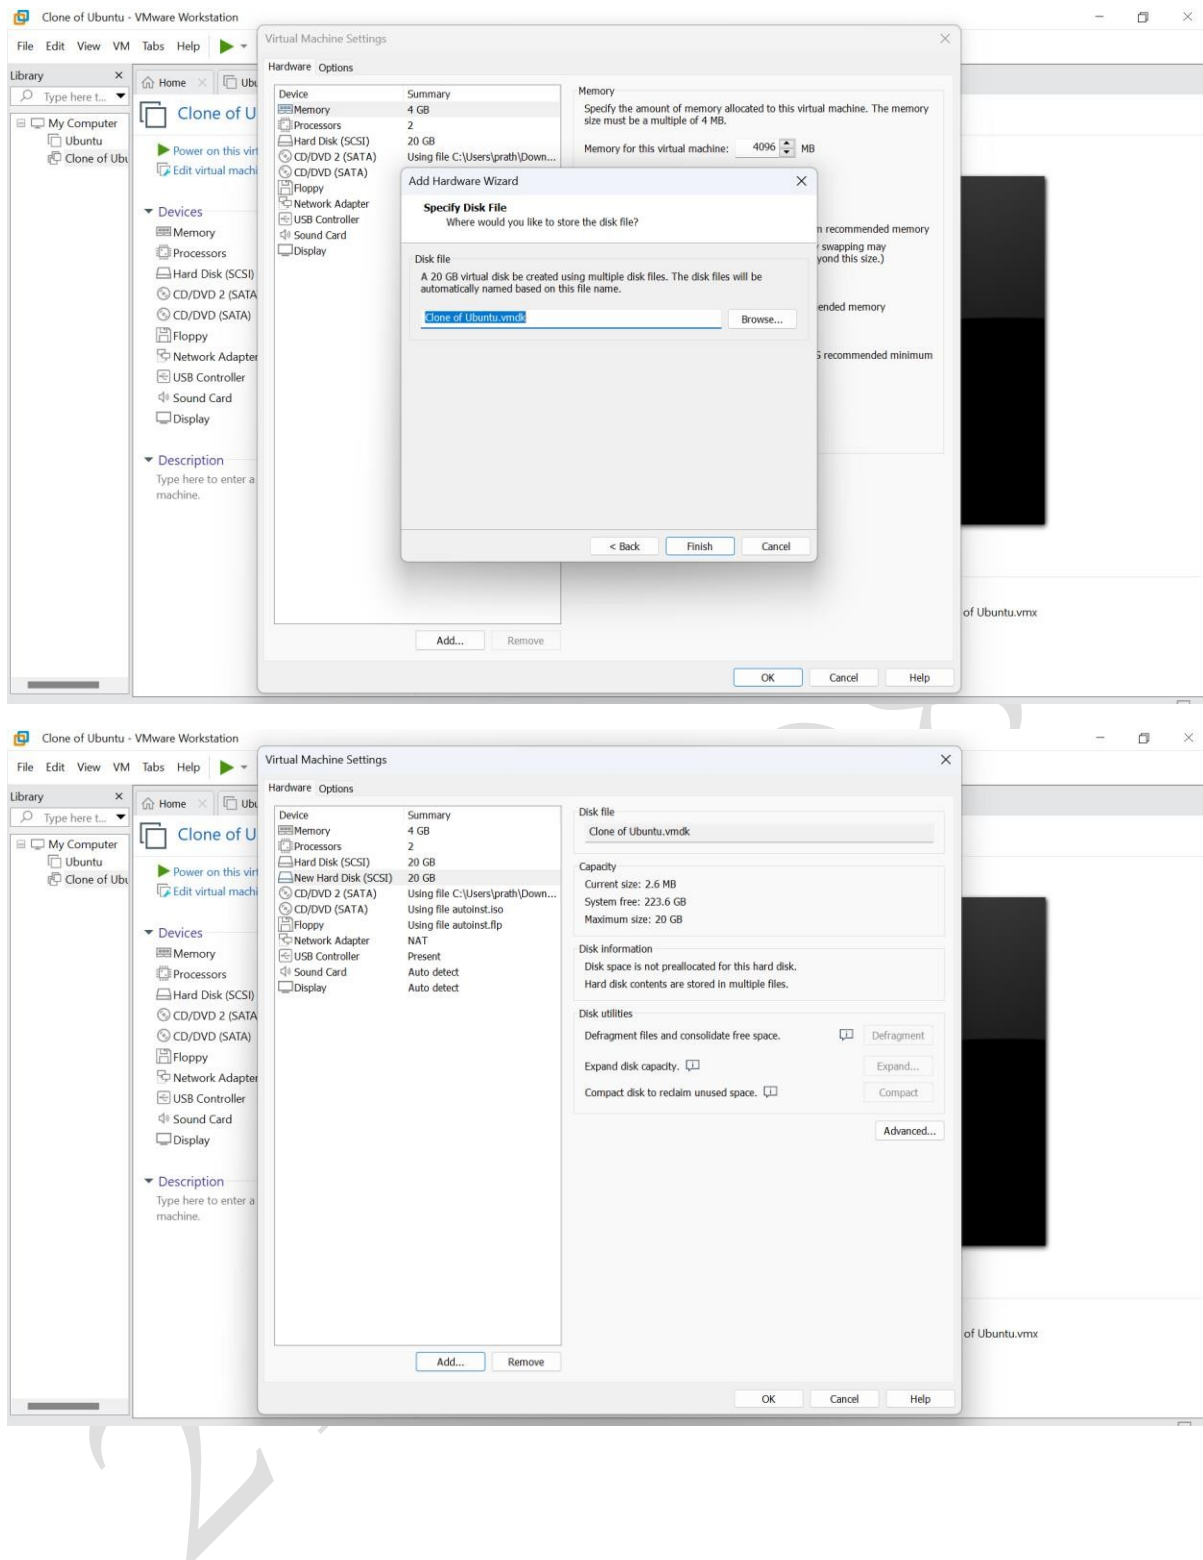 Clone of Ubuntu - VMware Workstation
File Edit View VM Tabs Help
Library
Type here t...
My Computer
Ubuntu
Clone of Ubu
Home
Ubu
Clone of U
Power on this virt
Edit virtual machi
Devices
Memory
Processors
Hard Disk (SCSI)
CD/DVD 2 (SATA
CD/DVD (SATA)
Floppy
Network Adapter
USB Controller
Sound Card
Display
Description
Type here to enter a
machine.
Virtual Machine Settings
Hardware Options
Device Summary
Memory 4 GB
Processors 2
Hard Disk (SCSI) 20 GB
CD/DVD 2 (SATA) Using file C:\Users\prath\Down...
CD/DVD (SATA)
Floppy
Network Adapter
USB Controller
Sound Card
Display
Memory
Specify the amount of memory allocated to this virtual machine. The memory
size must be a multiple of 4 MB.
Memory for this virtual machine: 4096 MB
recommended memory
swapping may
yond this size.)
ended memory
recommended minimum
Add Hardware Wizard
Specify Disk File
Where would you like to store the disk file?
Disk file
A 20 GB virtual disk be created using multiple disk files. The disk files will be
automatically named based on this file name.
Clone of Ubuntu.vmdk
Browse...
< Back Finish Cancel
Add... Remove
OK Cancel Help
of Ubuntu.vmx
Clone of Ubuntu - VMware Workstation
File Edit View VM Tabs Help
Library
Type here t...
My Computer
Ubuntu
Clone of Ubu
Home
Ubu
Clone of U
Power on this virt
Edit virtual machi
Devices
Memory
Processors
Hard Disk (SCSI)
CD/DVD 2 (SATA
CD/DVD (SATA)
Floppy
Network Adapter
USB Controller
Sound Card
Display
Description
Type here to enter a
machine.
Virtual Machine Settings
Hardware Options
Device Summary
Memory 4 GB
Processors 2
Hard Disk (SCSI) 20 GB
New Hard Disk (SCSI) 20 GB
CD/DVD 2 (SATA) Using file C:\Users\prath\Down...
CD/DVD (SATA) Using file autoinst.iso
Floppy Using file autoinst.flp
Network Adapter NAT
USB Controller Present
Sound Card Auto detect
Display Auto detect
Disk file
Clone of Ubuntu.vmdk
Capacity
Current size: 2.6 MB
System free: 223.6 GB
Maximum size: 20 GB
Disk information
Disk space is not preallocated for this hard disk.
Hard disk contents are stored in multiple files.
Disk utilities
Defragment files and consolidate free space. Defragment
Expand disk capacity. Expand...
Compact disk to reclaim unused space. Compact
Advanced...
Add... Remove
OK Cancel Help
of Ubuntu.vmx